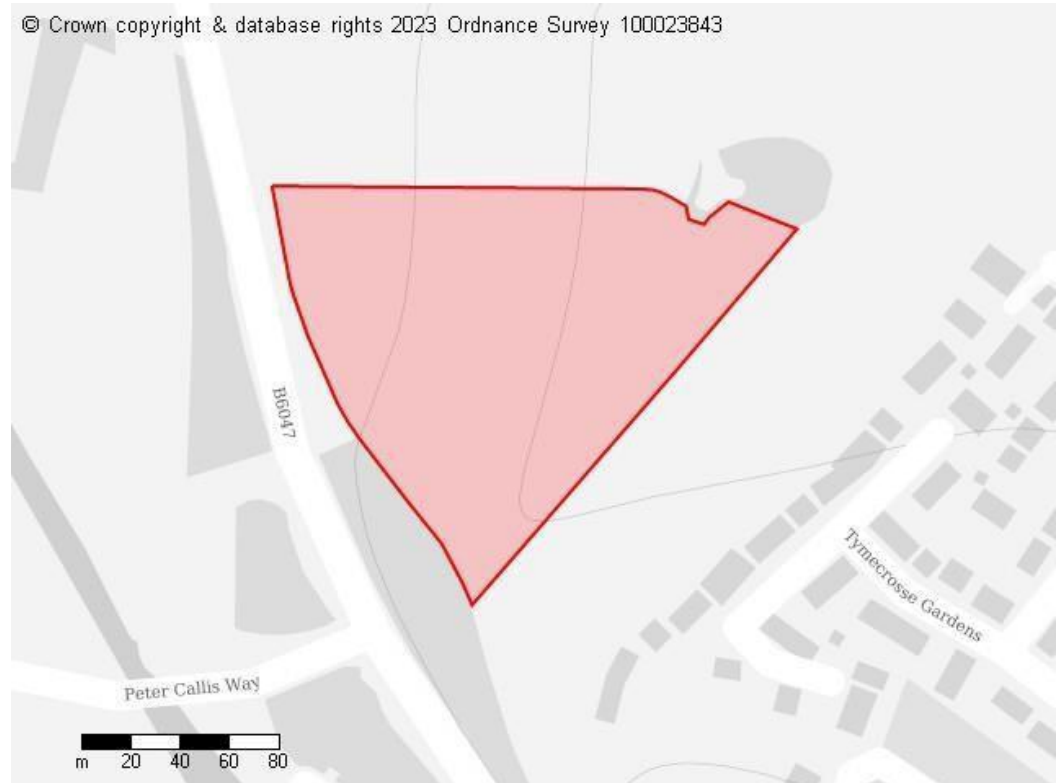 © Crown copyright & database rights 2023 Ordnance Survey 100023843
B6047
Tymecrosse Gardens
Peter Callis Way
m 20 40 60 80